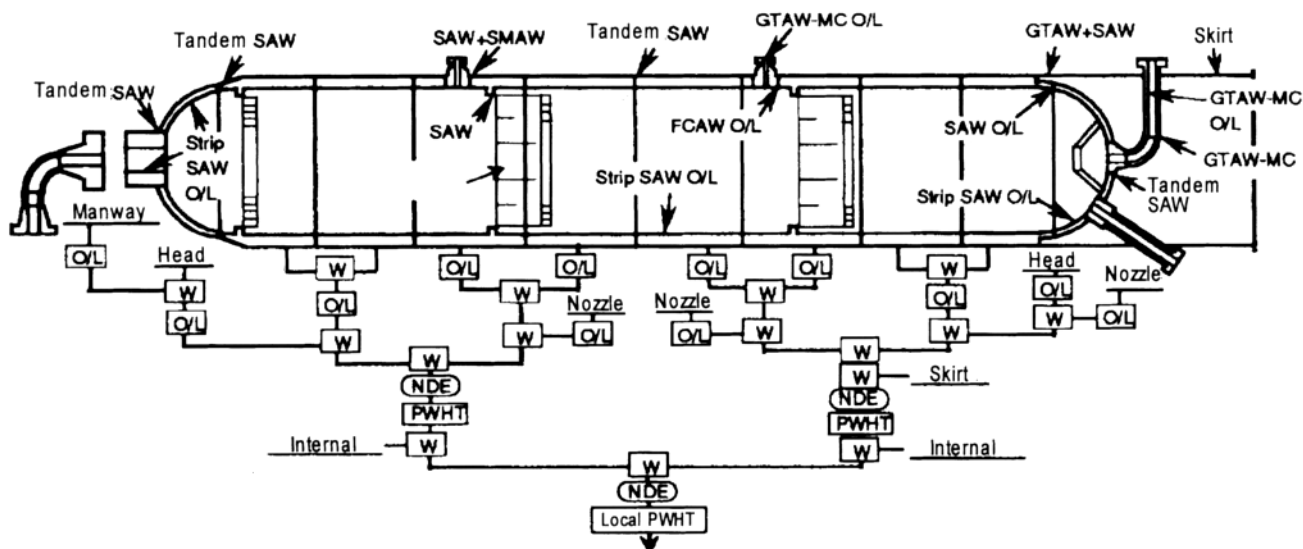 Tandem SAW
SAW+SMAW
Tandem SAW
GTAW-MC O/L
GTAW+SAW
Skirt
Tandem
SAW
Strip
SAW
O/L
SAW
FCAW O/L
SAW O/L
GTAW-MC
O/L
GTAW-MC
Strip SAW O/L
Strip SAW O/L
Tandem
SAW
Manway
O/L
Head
W
O/L
W
O/L
W
O/L
W
O/L
W
Nozzle
O/L
O/L
W
O/L
Nozzle
O/L
W
W
O/L
W
Head
O/L
W
Nozzle
O/L
W
NDE
PWHT
W
Internal
W
W
Skirt
NDE
PWHT
W
Internal
W
NDE
Local PWHT